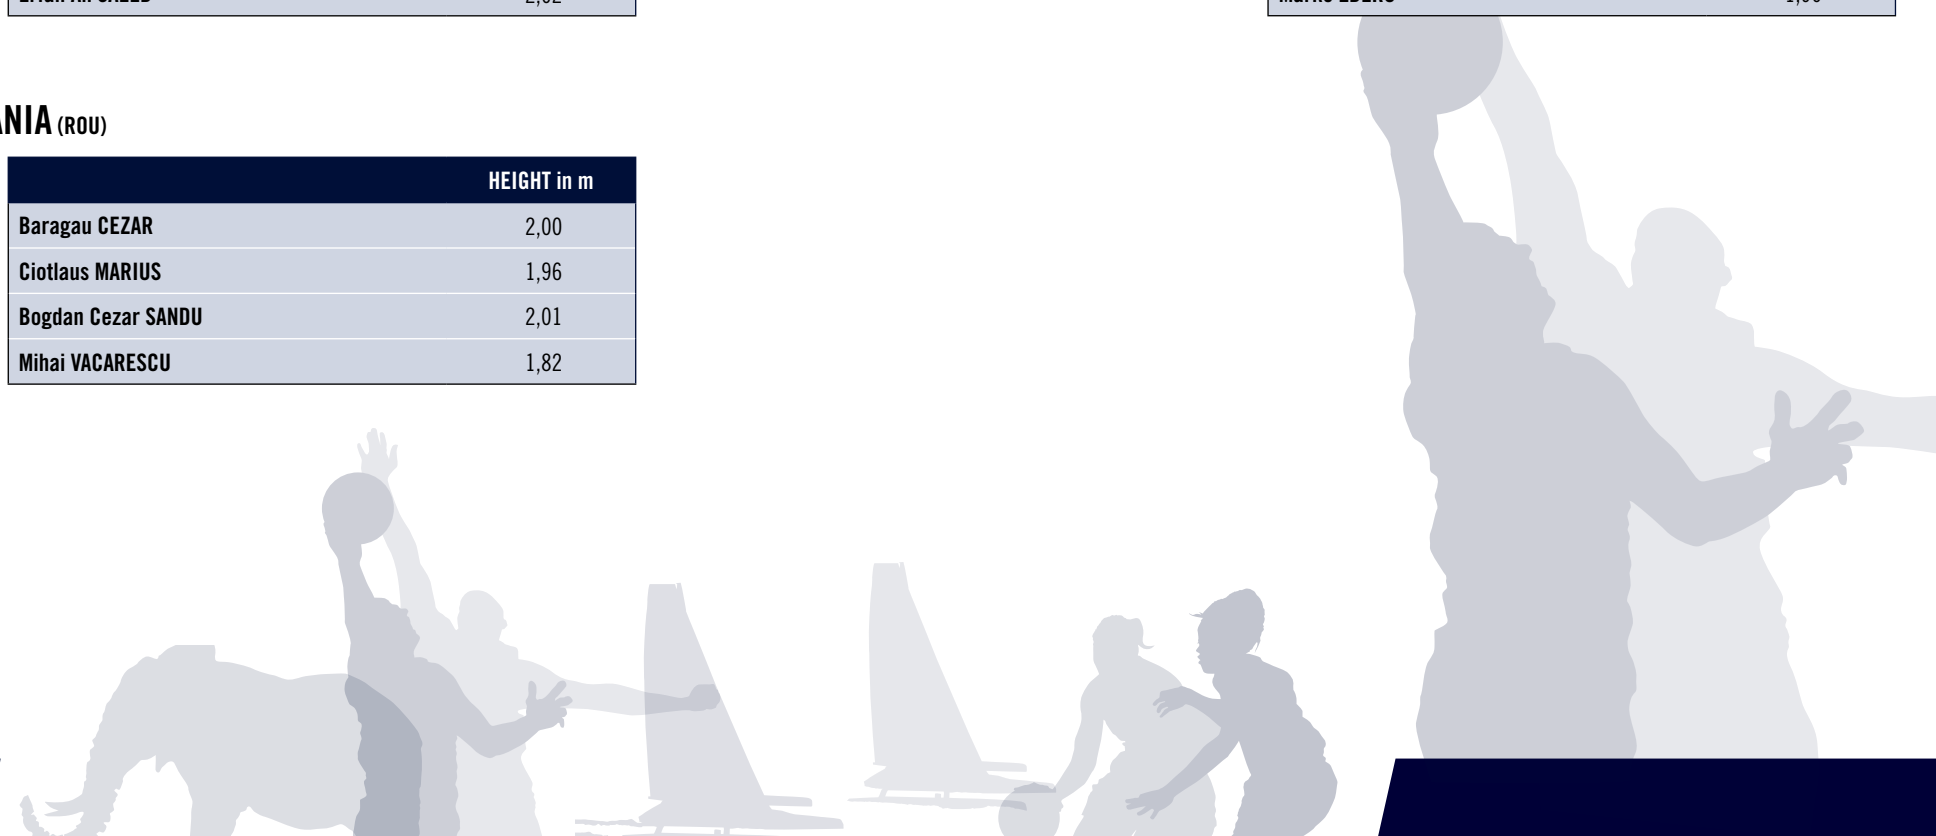 (ROU)
HEIGHT in m
Baragau CEZAR 2,00
Ciotlaus MARIUS 1,96
Bogdan Cezar SANDU 2,01
Mihai VACARESCU 1,82